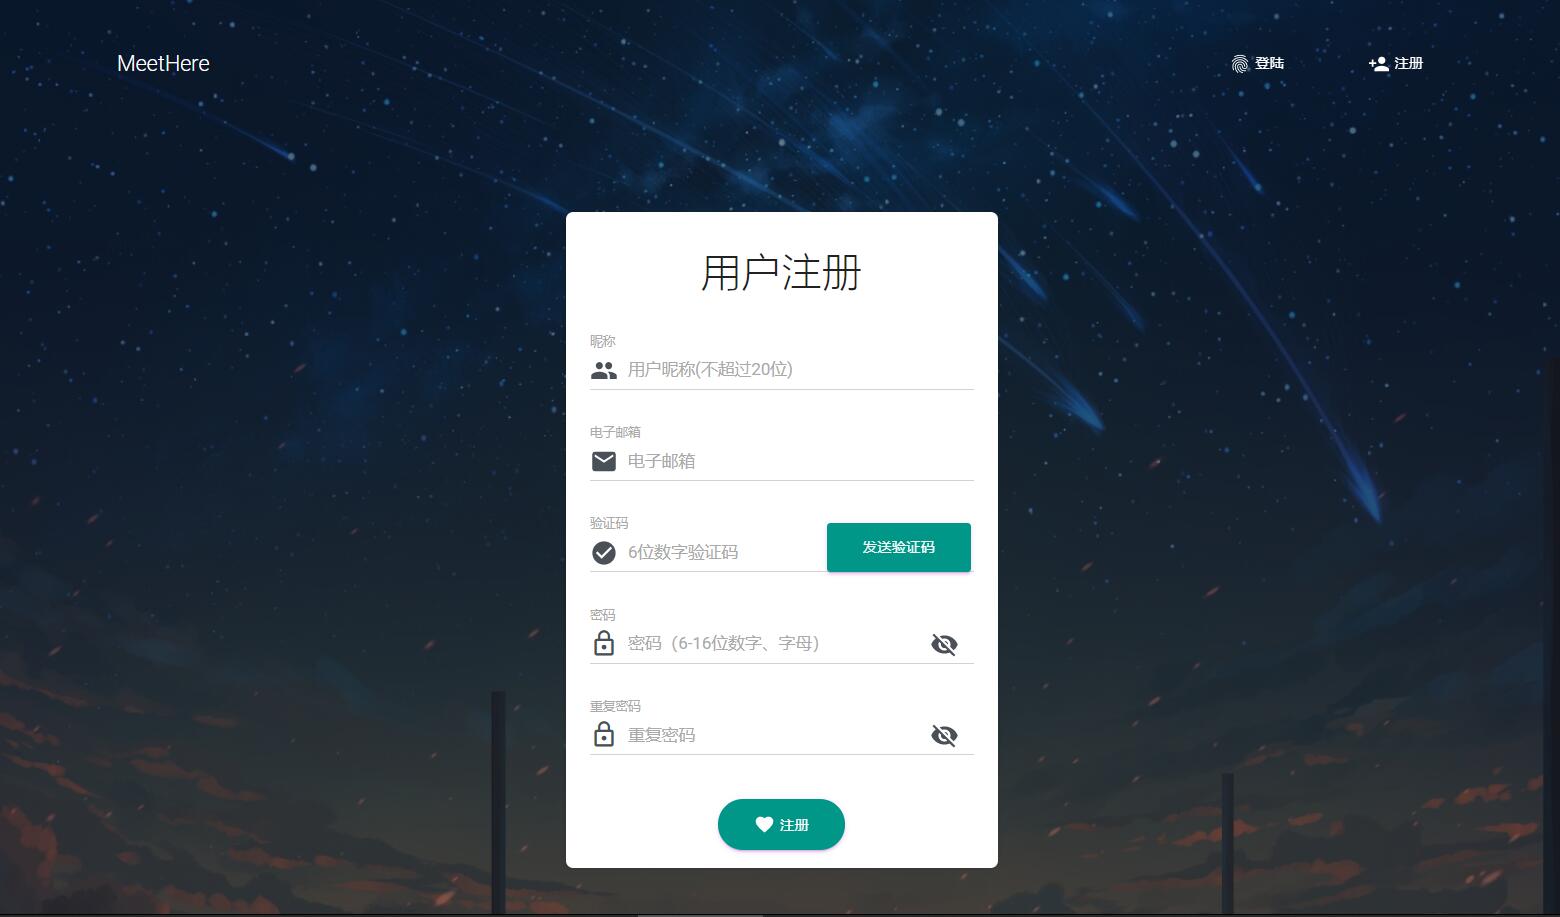 MeetHere
登陆
注册
用户注册
昵称
用户昵称(不超过20位)
电子邮箱
电子邮箱
验证码
6位数字验证码
发送验证码
密码
密码（6-16位数字、字母）
重复密码
重复密码
注册